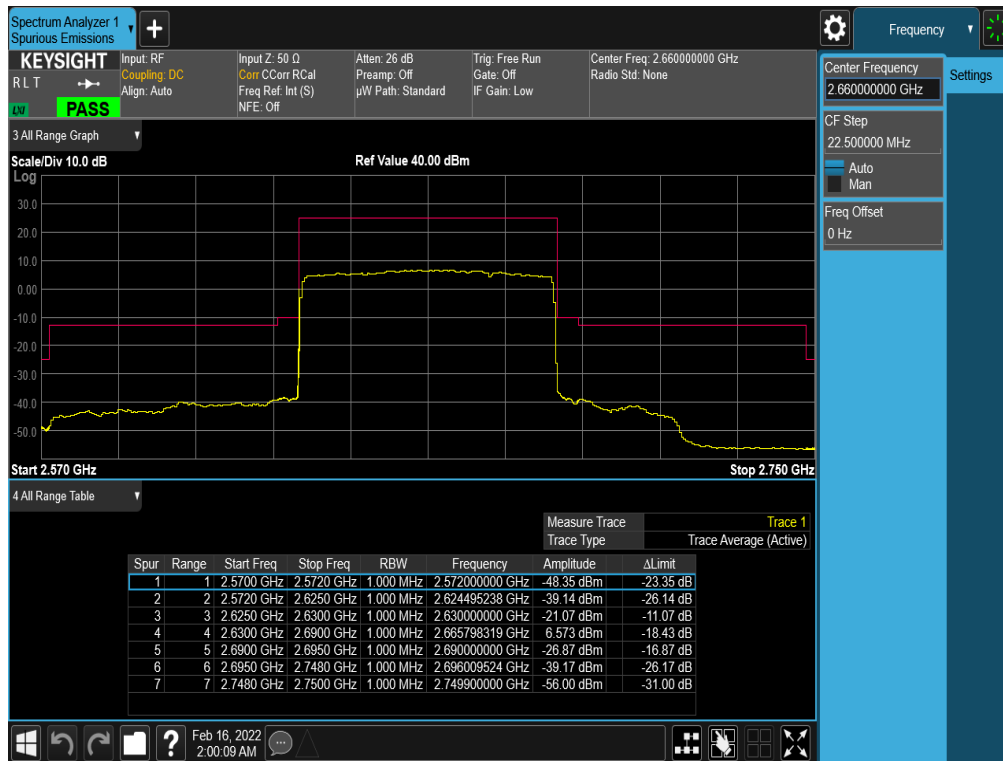 Spectrum Analyzer 1
Spurious Emissions
Frequency
KEYSIGHT
R L T
LXI
PASS
Input: RF
Coupling: DC
Align: Auto
Input Z: 50 Ω
Corr CCorr RCal
Freq Ref: Int (S)
NFE: Off
Atten: 26 dB
Preamp: Off
µW Path: Standard
Trig: Free Run
Gate: Off
IF Gain: Low
Center Freq: 2.660000000 GHz
Radio Std: None
Center Frequency
2.660000000 GHz
Settings
CF Step
22.500000 MHz
Auto
Man
Freq Offset
0 Hz
3 All Range Graph
Scale/Div 10.0 dB
Ref Value 40.00 dBm
Log
30.0
20.0
10.0
0.00
-10.0
-20.0
-30.0
-40.0
-50.0
Start 2.570 GHz
Stop 2.750 GHz
4 All Range Table
Measure Trace Trace 1
Trace Type Trace Average (Active)
Spur Range Start Freq Stop Freq RBW Frequency Amplitude ΔLimit
1 1 2.5700 GHz 2.5720 GHz 1.000 MHz 2.572000000 GHz -48.35 dBm -23.35 dB
2 2 2.5720 GHz 2.6250 GHz 1.000 MHz 2.624495238 GHz -39.14 dBm -26.14 dB
3 3 2.6250 GHz 2.6300 GHz 1.000 MHz 2.630000000 GHz -21.07 dBm -11.07 dB
4 4 2.6300 GHz 2.6900 GHz 1.000 MHz 2.665798319 GHz 6.573 dBm -18.43 dB
5 5 2.6900 GHz 2.6950 GHz 1.000 MHz 2.690000000 GHz -26.87 dBm -16.87 dB
6 6 2.6950 GHz 2.7480 GHz 1.000 MHz 2.696009524 GHz -39.17 dBm -26.17 dB
7 7 2.7480 GHz 2.7500 GHz 1.000 MHz 2.749900000 GHz -56.00 dBm -31.00 dB
Feb 16, 2022
2:00:09 AM